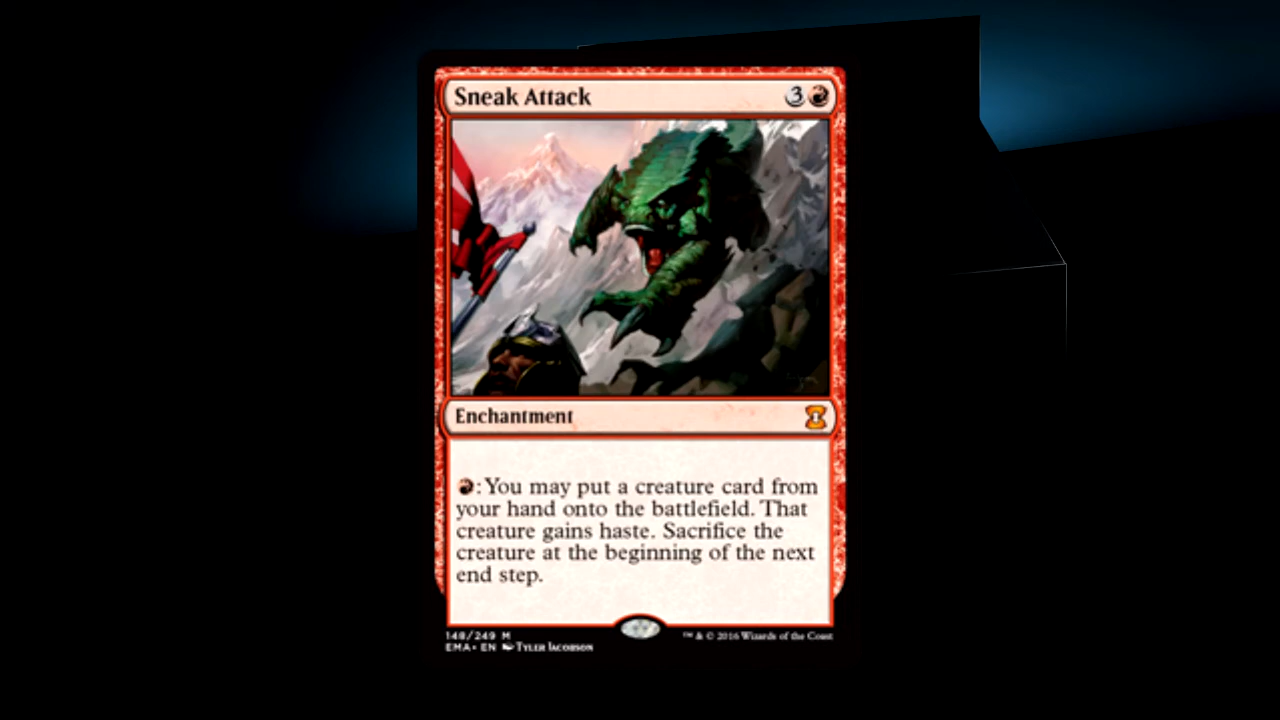 Sneak Attack 3
Enchantment
: You may put a creature card from
your hand onto the battlefield. That
creature gains haste. Sacrifice the
creature at the beginning of the next
end step.
148/249 M ™ & © 2016 Wizards of the Coast
EMA • EN Tyler Jacobson